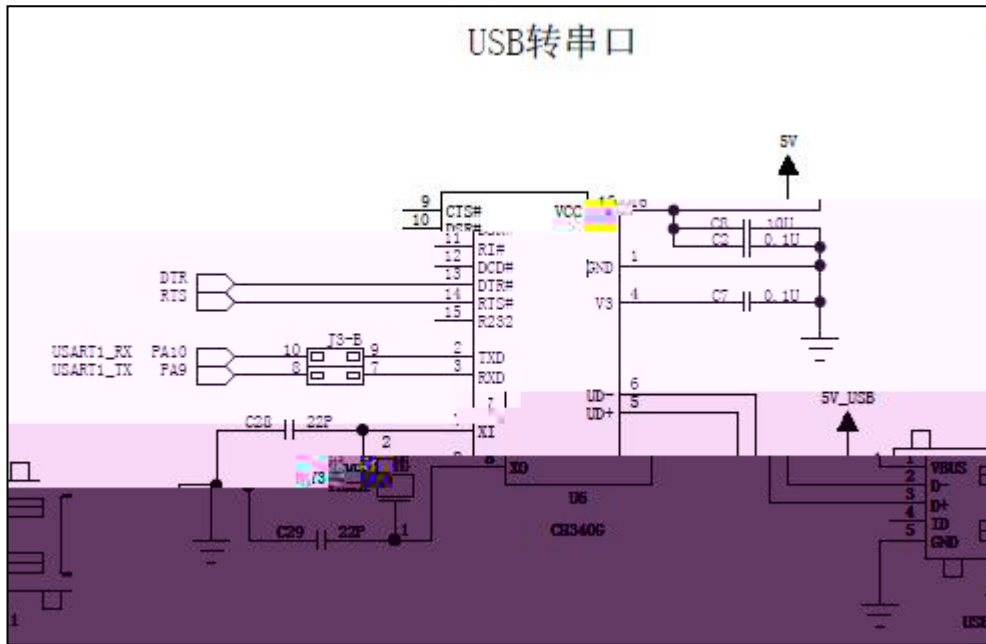 USB转串口
5V
9 CTS# VCC
10
C8 10U
C2 0.1U
11 RI#
12 DCD# GND 1
DTR 13 DTR#
RTS 14 RTS# V3 4 C7 0.1U
15 R232
J3-B
USART1_RX PA10 10 9 2 TXD
USART1_TX PA9 8 7 3 RXD
UD- 6
UD+ 5
5V_USB
7
C28 22P XI
2
8 XO
1 VBUS
2 D-
3 D+
4 ID
5 GND
U6
C29 22P 1 CH340G
1